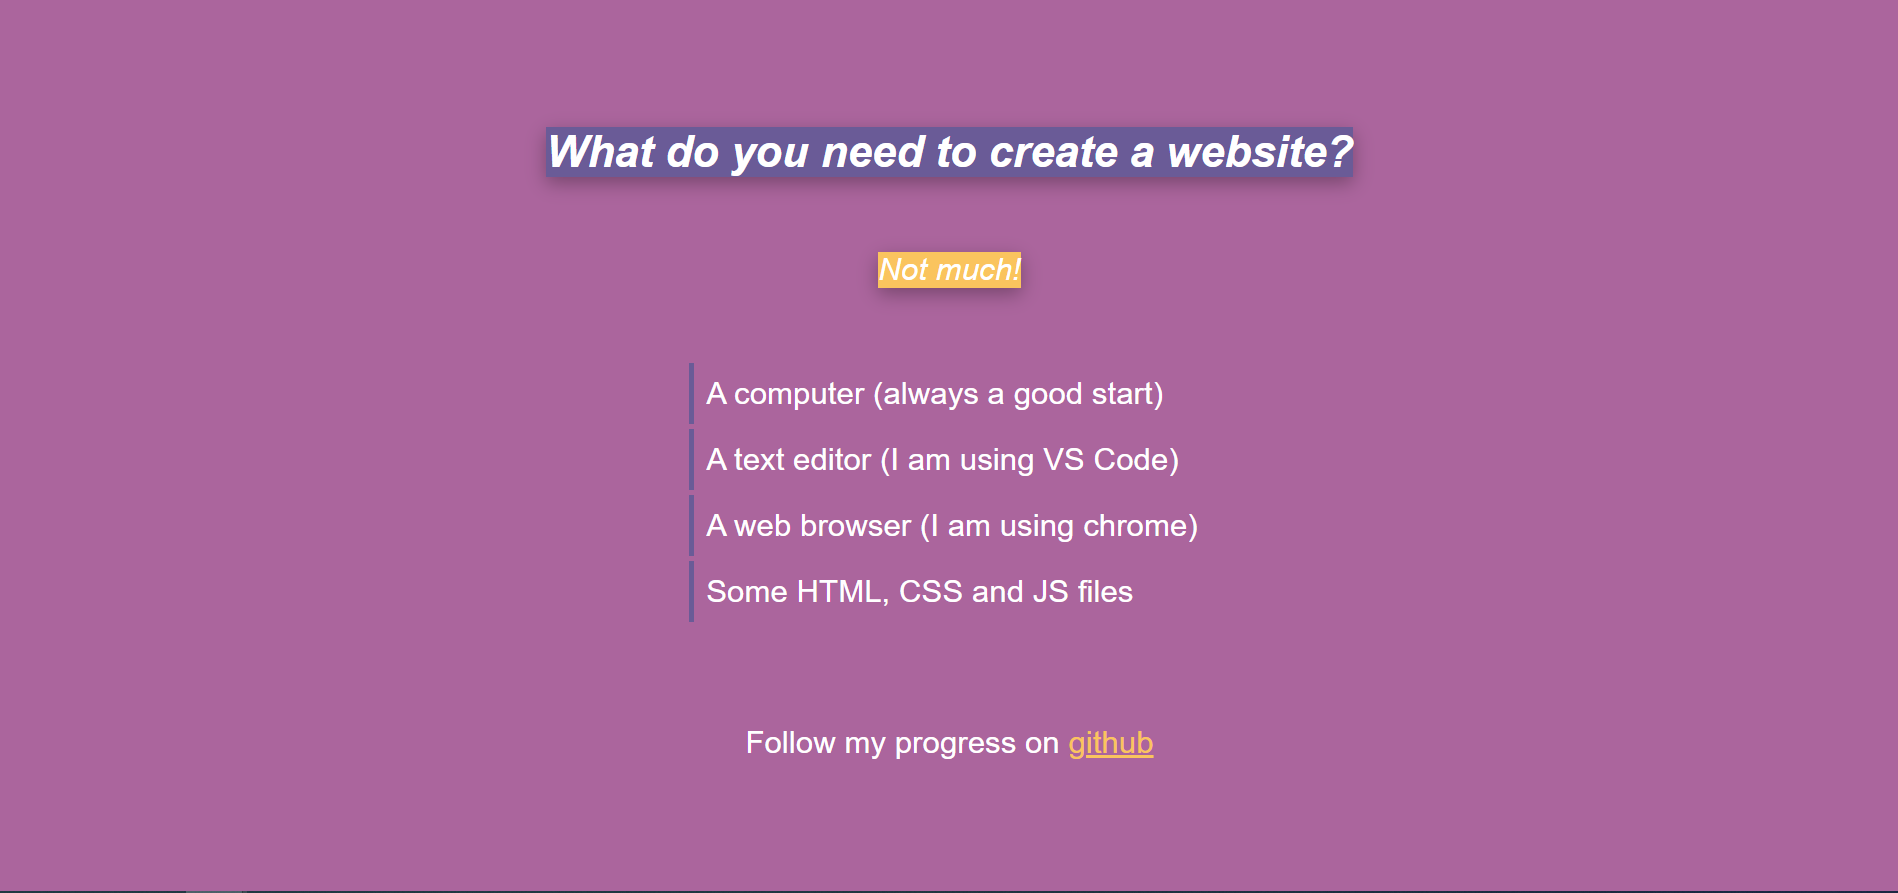 What do you need to create a website?
Not much!
A computer (always a good start)
A text editor (I am using VS Code)
A web browser (I am using chrome)
Some HTML, CSS and JS files
Follow my progress on github